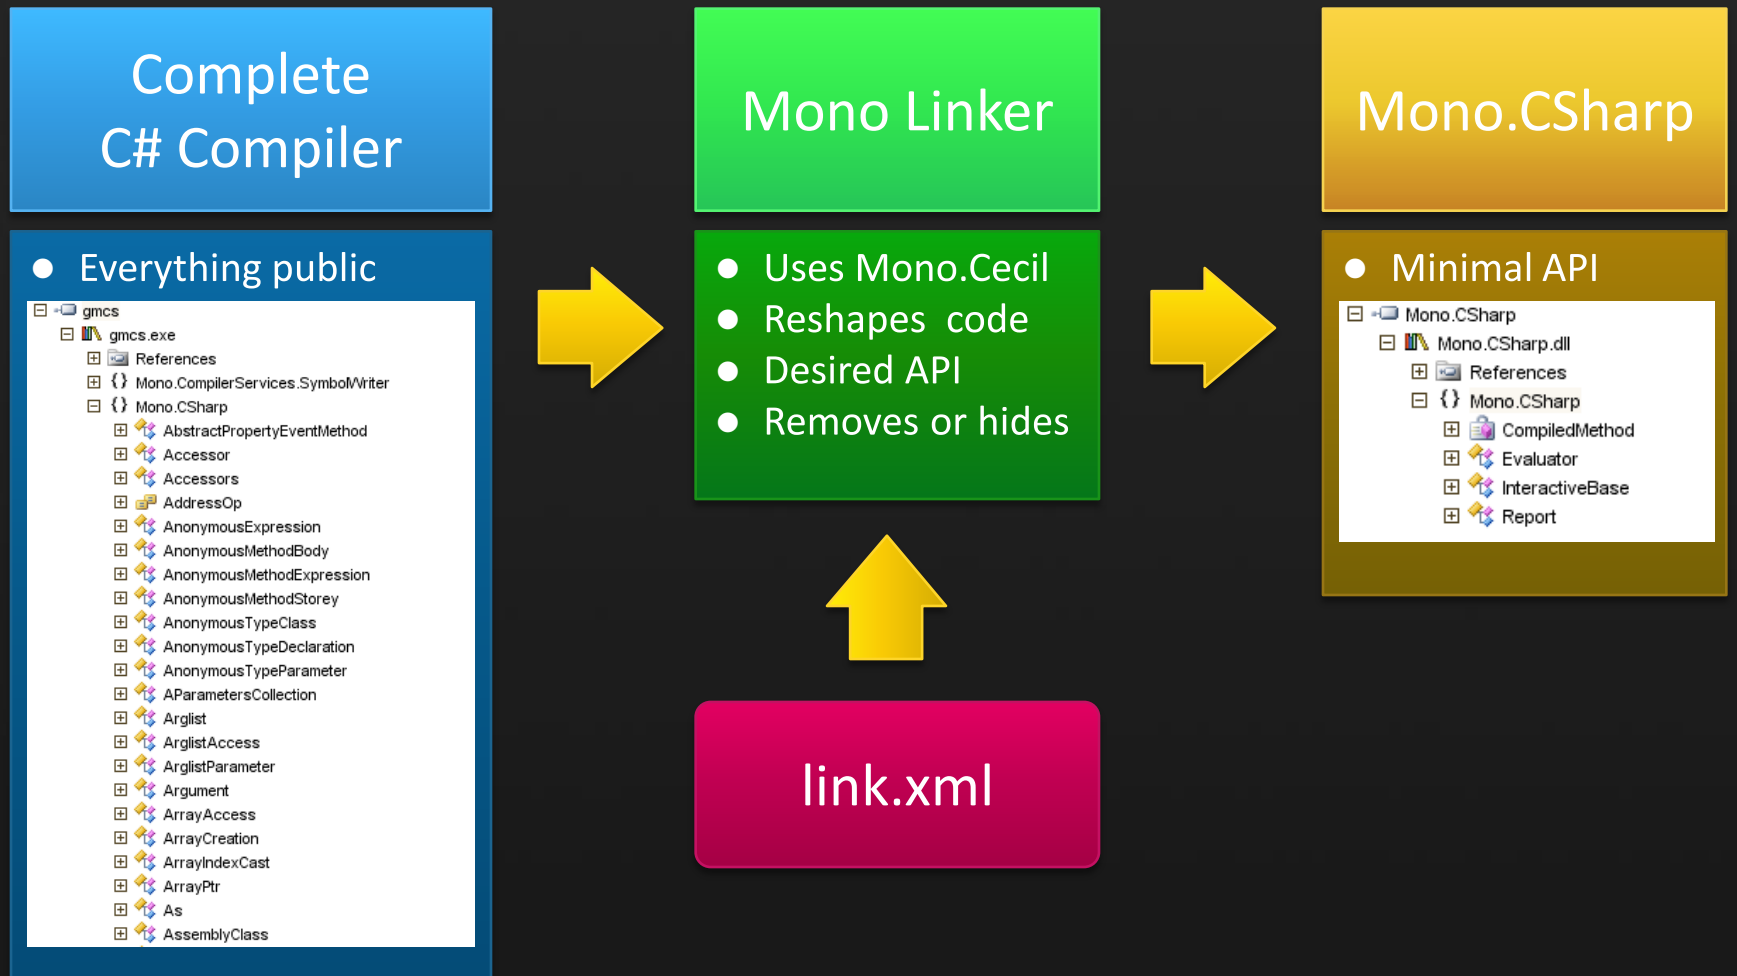 Complete
C# Compiler
Everything public
gmcs
gmcs.exe
References
Mono.CompilerServices.SymbolWriter
Mono.CSharp
AbstractPropertyEventMethod
Accessor
Accessors
AddressOp
AnonymousExpression
AnonymousMethodBody
AnonymousMethodExpression
AnonymousMethodStorey
AnonymousTypeClass
AnonymousTypeDeclaration
AnonymousTypeParameter
AParametersCollection
Arglist
ArglistAccess
ArglistParameter
Argument
ArrayAccess
ArrayCreation
ArrayIndexCast
ArrayPtr
As
AssemblyClass
Mono Linker
Uses Mono.Cecil
Reshapes code
Desired API
Removes or hides
link.xml
Mono.CSharp
Minimal API
Mono.CSharp
Mono.CSharp.dll
References
Mono.CSharp
CompiledMethod
Evaluator
InteractiveBase
Report